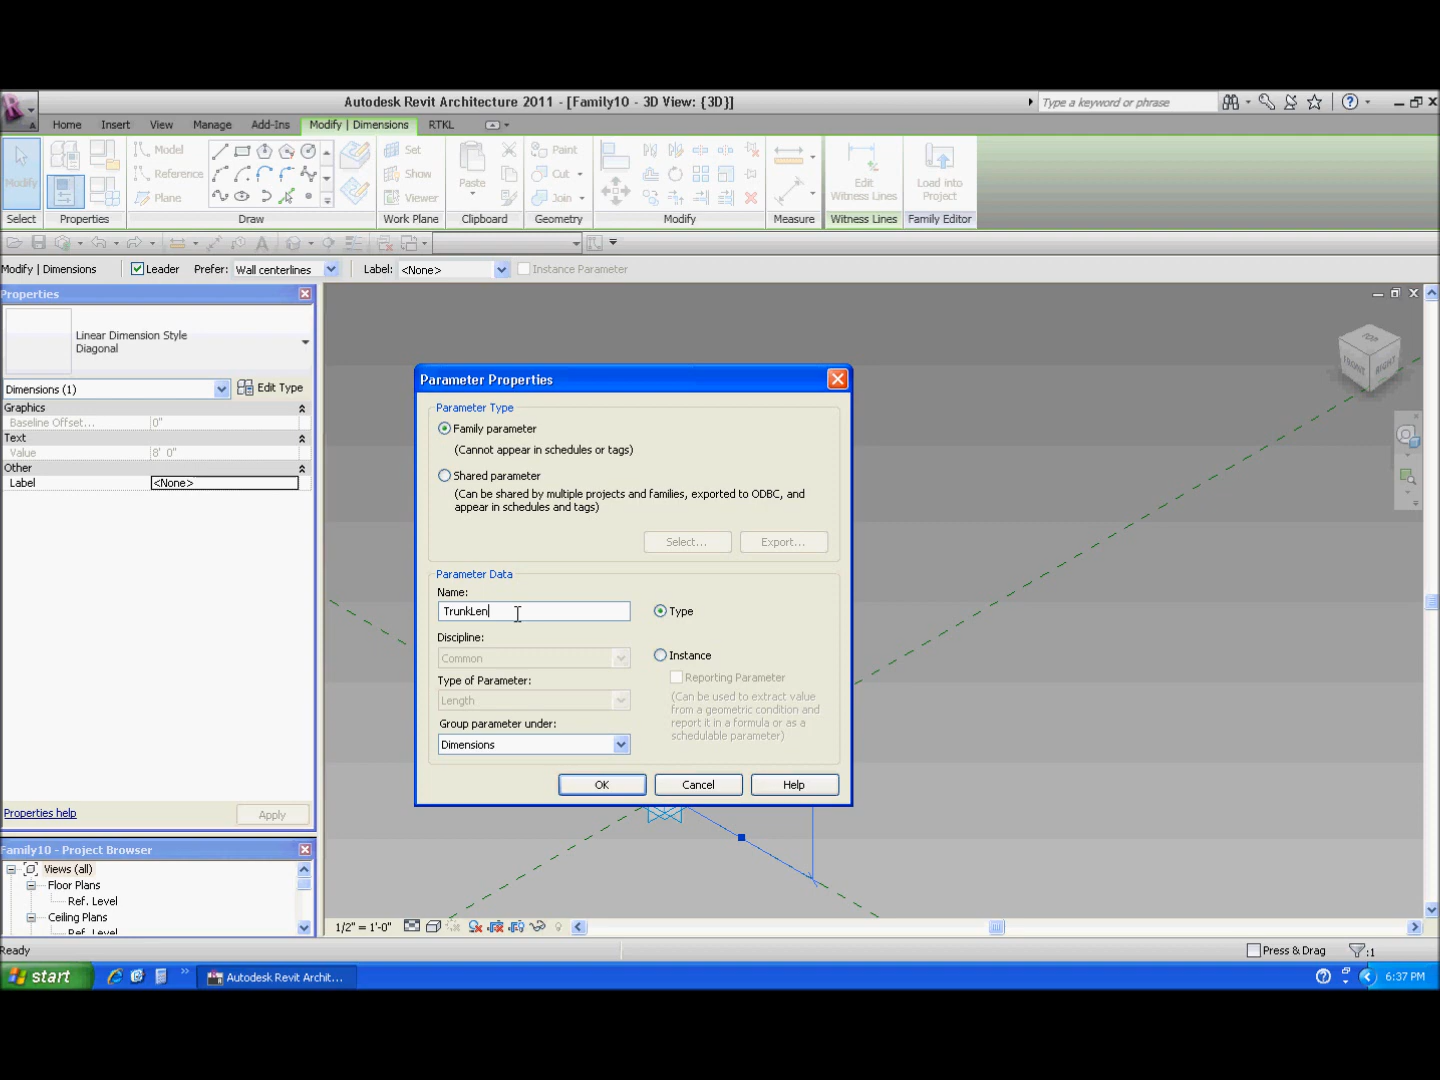 Autodesk Revit Architecture 2011 - [Family10 - 3D View: {3D}]
Type a keyword or phrase
Home Insert View Manage Add-Ins Modify | Dimensions RTKL
Modify
Model
Reference
Plane
Set
Show
Viewer
Paste
Paint
Cut
Join
Edit
Witness Lines
Load into
Project
Select Properties Draw Work Plane Clipboard Geometry Modify Measure Witness Lines Family Editor
Modify | Dimensions Leader Prefer: Wall centerlines Label: <None> Instance Parameter
Properties
Linear Dimension Style
Diagonal
Dimensions (1) Edit Type
Graphics
Baseline Offset... 0"
Text
Value 8' 0"
Other
Label <None>
Properties help Apply
Family10 - Project Browser
Views (all)
Floor Plans
Ref. Level
Ceiling Plans
Ref. Level
TOP
FRONT
RIGHT
Parameter Properties
Parameter Type
Family parameter
(Cannot appear in schedules or tags)
Shared parameter
(Can be shared by multiple projects and families, exported to ODBC, and
appear in schedules and tags)
Select... Export...
Parameter Data
Name:
TrunkLen
Type
Discipline:
Common
Instance
Reporting Parameter
(Can be used to extract value
from a geometric condition and
report it in a formula or as a
schedulable parameter)
Type of Parameter:
Length
Group parameter under:
Dimensions
OK Cancel Help
1/2" = 1'-0"
Ready
Press & Drag :1
start
Autodesk Revit Archit...
6:37 PM